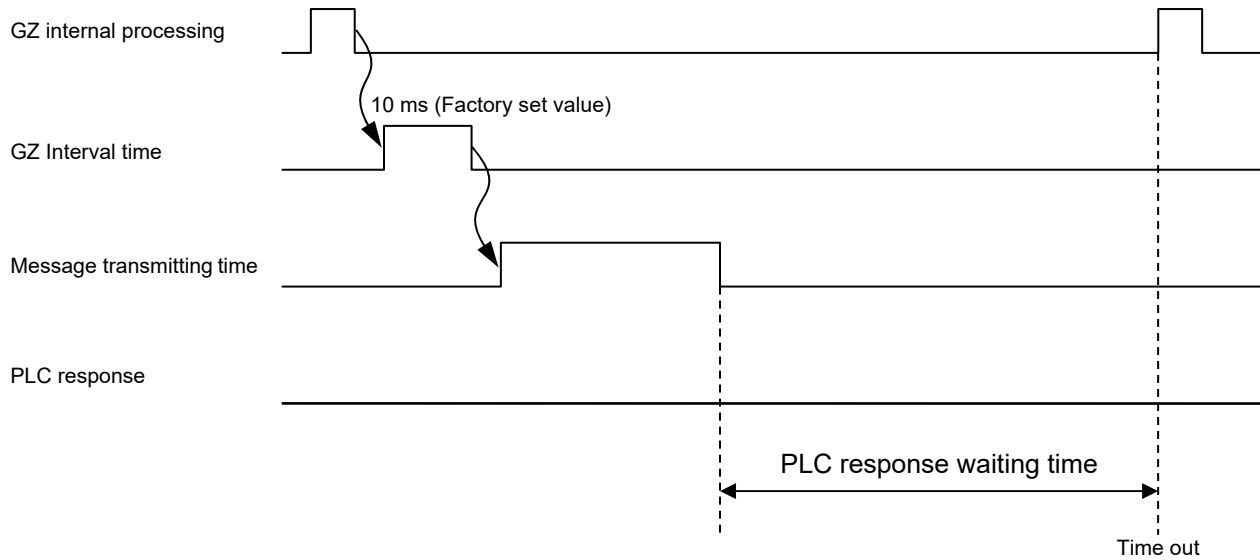 GZ internal processing
10 ms (Factory set value)
GZ Interval time
Message transmitting time
PLC response
PLC response waiting time
Time out